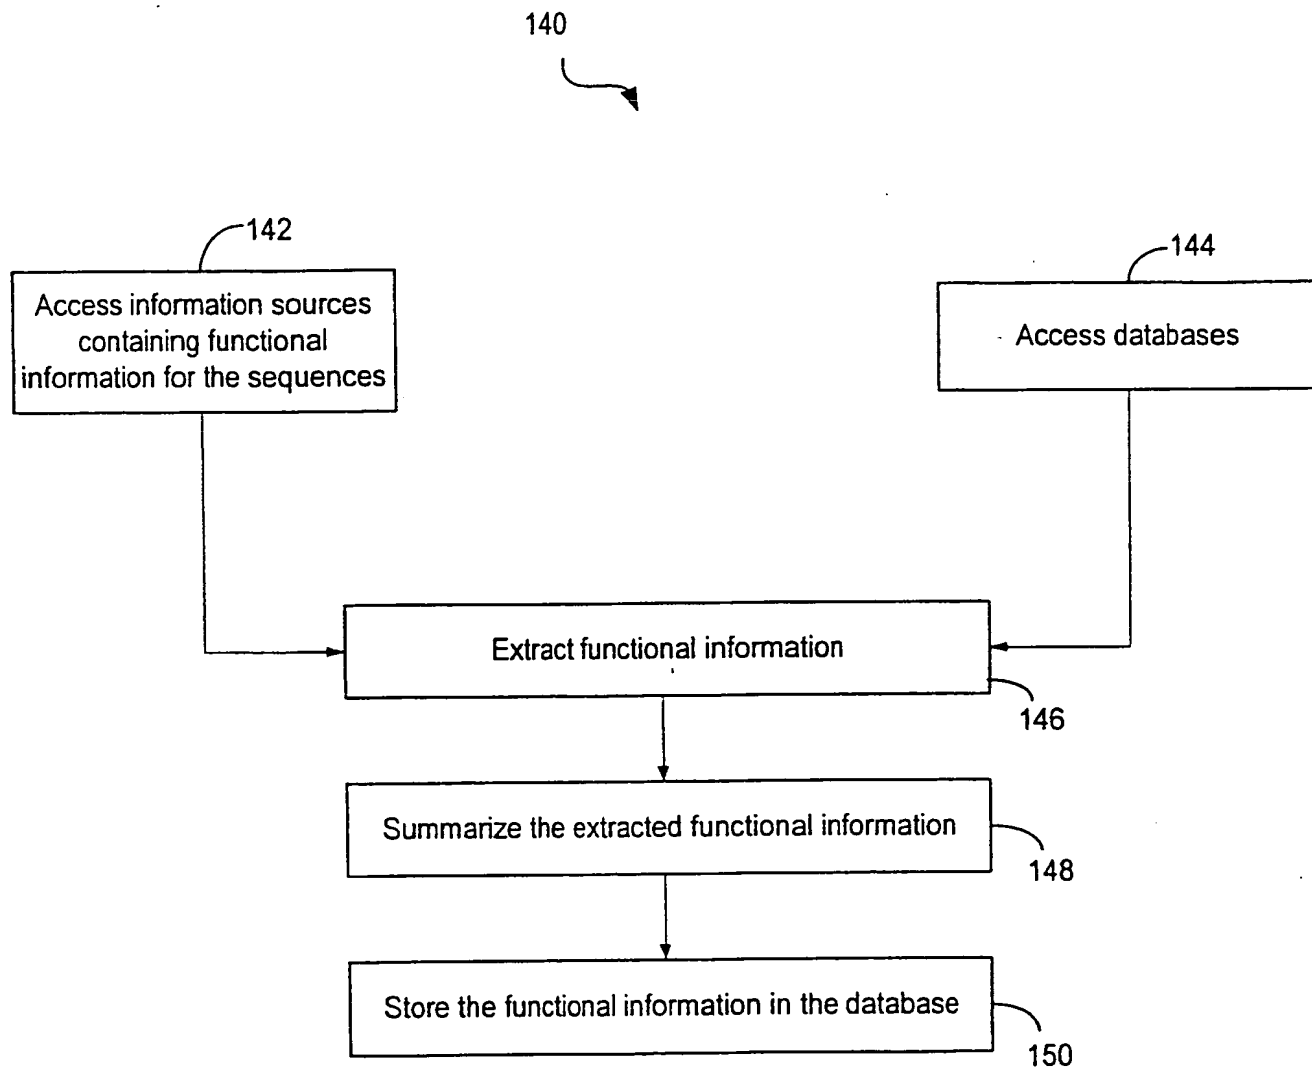 140
142
Access information sources
containing functional
information for the sequences
144
Access databases
Extract functional information
146
Summarize the extracted functional information
148
Store the functional information in the database
150